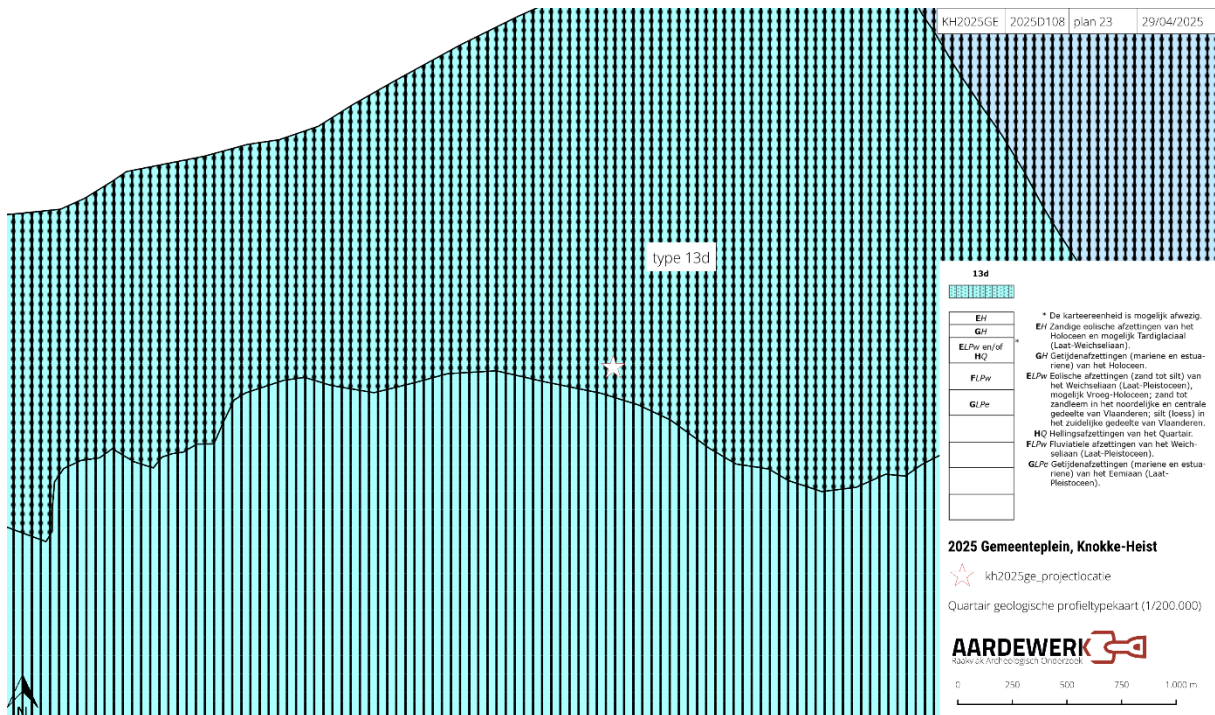 KH2025GE 2025D108 plan 23 29/04/2025
type 13d
13d
EH
GH
ELPw en/of
HQ
*
FLPw
GLPe
* De karteereenheid is mogelijk afwezig.
EH Zandige eolische afzettingen van het
Holoceen en mogelijk Tardiglaciaal
(Laat-Weichseliaan).
GH Getijdenafzettingen (mariene en estua-
riene) van het Holoceen.
ELPw Eolische afzettingen (zand tot silt) van
het Weichseliaan (Laat-Pleistoceen),
mogelijk Vroeg-Holoceen; zand tot
zandleem in het noordelijke en centrale
gedeelte van Vlaanderen; silt (loess) in
het zuidelijke gedeelte van Vlaanderen.
HQ Hellingsafzettingen van het Quartair.
FLPw Fluviatiele afzettingen van het Weich-
seliaan (Laat-Pleistoceen).
GLPe Getijdenafzettingen (mariene en estua-
riene) van het Eemiaan (Laat-
Pleistoceen).
2025 Gemeenteplein, Knokke-Heist
kh2025ge_projectlocatie
Quartair geologische profieltypekaart (1/200.000)
AARDEWERK
Raakvlak Archeologisch Onderzoek
0 250 500 750 1.000 m
N